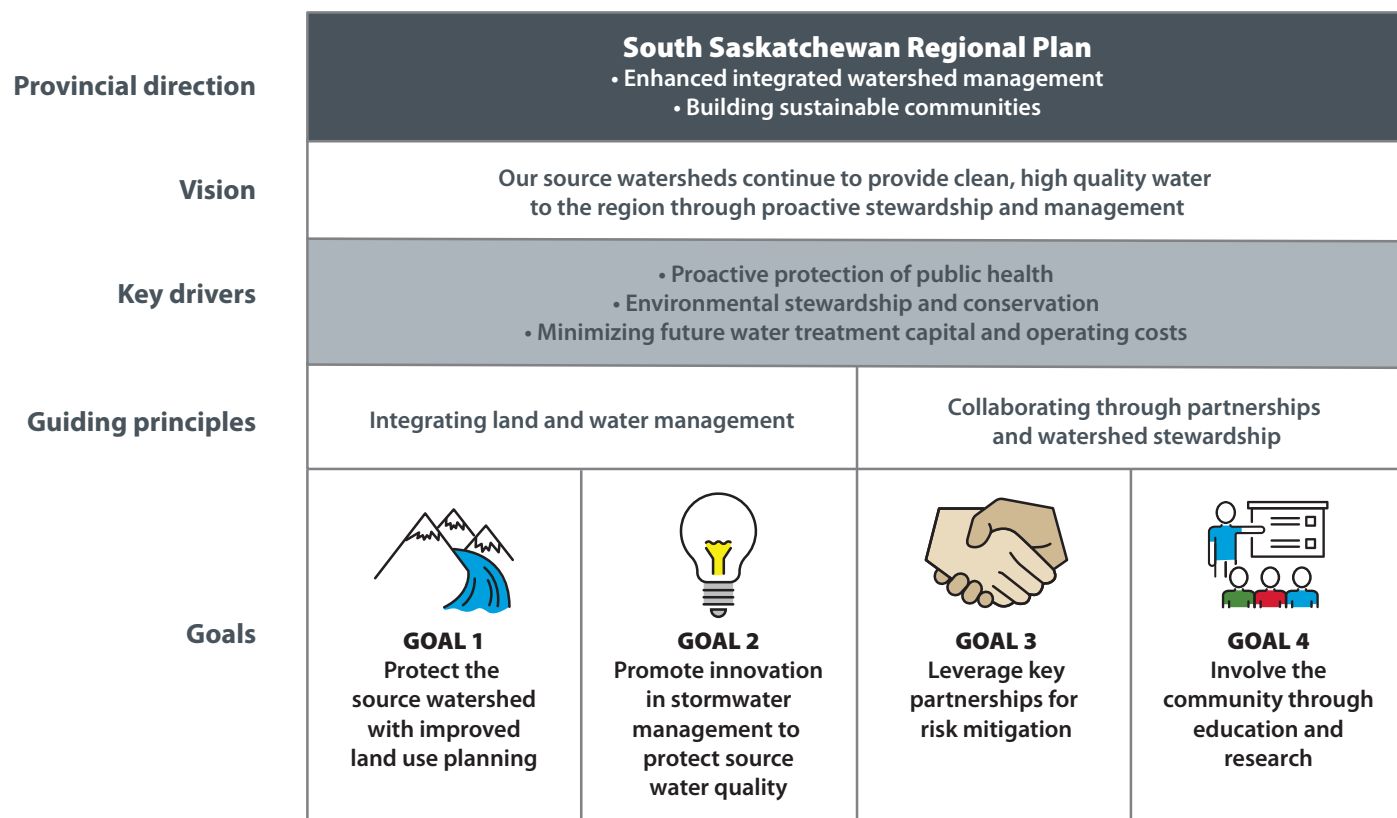 Provincial direction
South Saskatchewan Regional Plan
• Enhanced integrated watershed management
• Building sustainable communities
Vision
Our source watersheds continue to provide clean, high quality water
to the region through proactive stewardship and management
Key drivers
• Proactive protection of public health
• Environmental stewardship and conservation
• Minimizing future water treatment capital and operating costs
Guiding principles
Integrating land and water management
Collaborating through partnerships
and watershed stewardship
Goals
GOAL 1
Protect the
source watershed
with improved
land use planning
GOAL 2
Promote innovation
in stormwater
management to
protect source
water quality
GOAL 3
Leverage key
partnerships for
risk mitigation
GOAL 4
Involve the
community through
education and
research